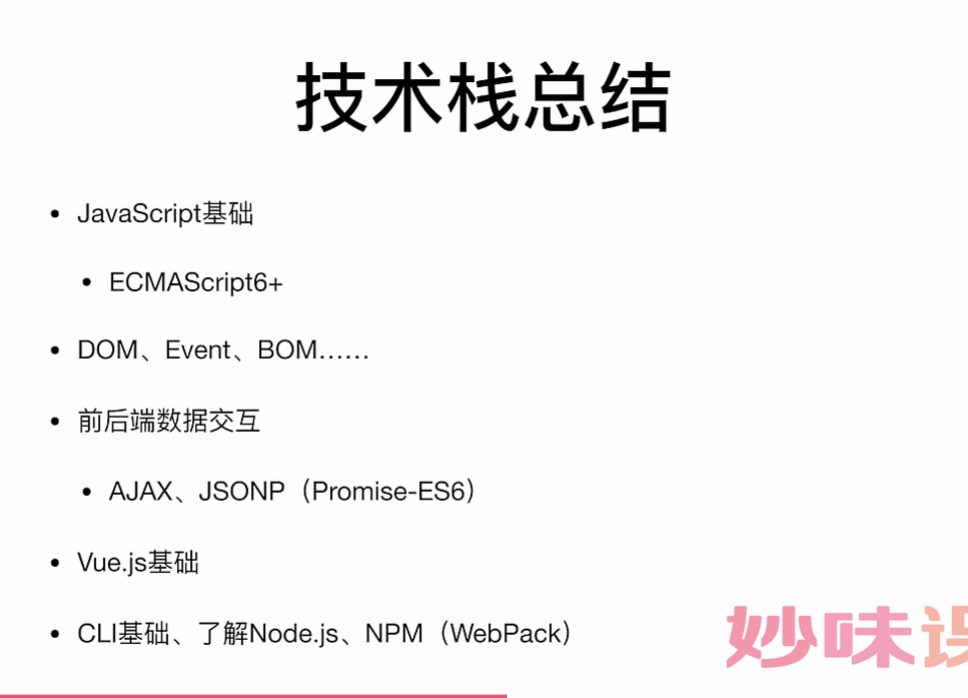 技术栈总结
• JavaScript基础
• ECMAScript6+
• DOM、Event、BOM……
• 前后端数据交互
• AJAX、JSONP（Promise-ES6）
• Vue.js基础
• CLI基础、了解Node.js、NPM（WebPack）
妙味